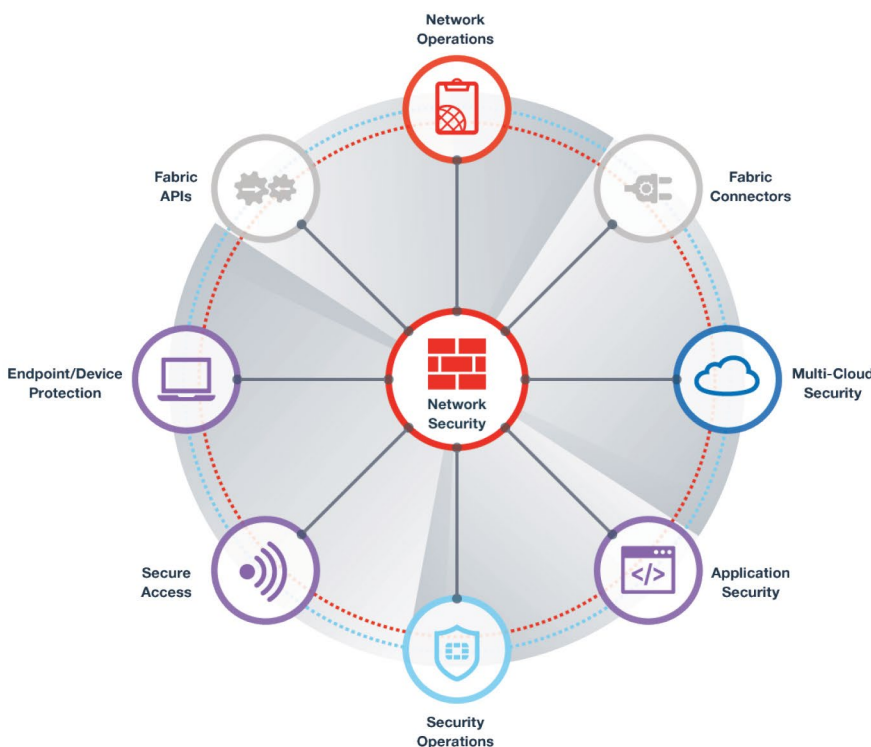 Network
Operations
Fabric
APIs
Fabric
Connectors
Endpoint/Device
Protection
Network
Security
Multi-Cloud
Security
Secure
Access
</>
Application
Security
Security
Operations